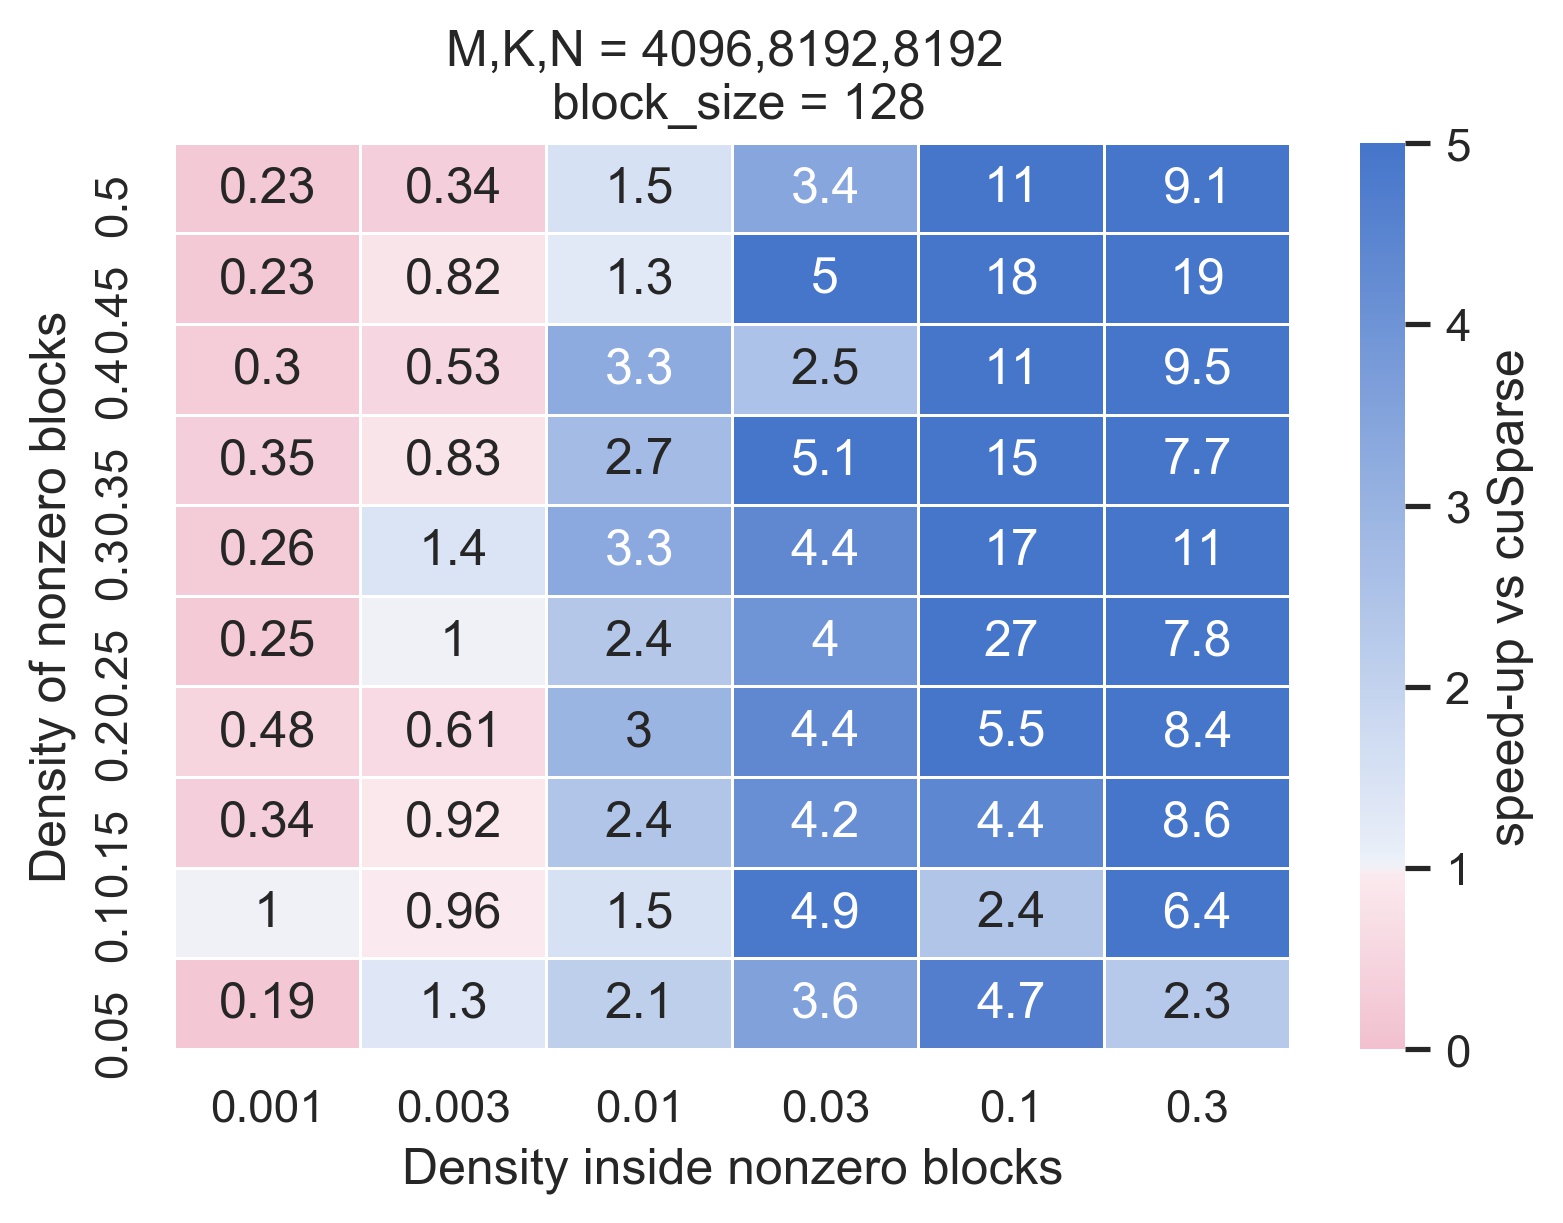 M,K,N = 4096,8192,8192
block_size = 128
Density of nonzero blocks
0.5 0.23 0.34 1.5 3.4 11 9.1
0.45 0.23 0.82 1.3 5 18 19
0.4 0.3 0.53 3.3 2.5 11 9.5
0.35 0.35 0.83 2.7 5.1 15 7.7
0.30 0.26 1.4 3.3 4.4 17 11
0.25 0.25 1 2.4 4 27 7.8
0.20 0.48 0.61 3 4.4 5.5 8.4
0.15 0.34 0.92 2.4 4.2 4.4 8.6
0.10 1 0.96 1.5 4.9 2.4 6.4
0.05 0.19 1.3 2.1 3.6 4.7 2.3
0.001 0.003 0.01 0.03 0.1 0.3
Density inside nonzero blocks
5
4
3
2
1
0
speed-up vs cuSparse